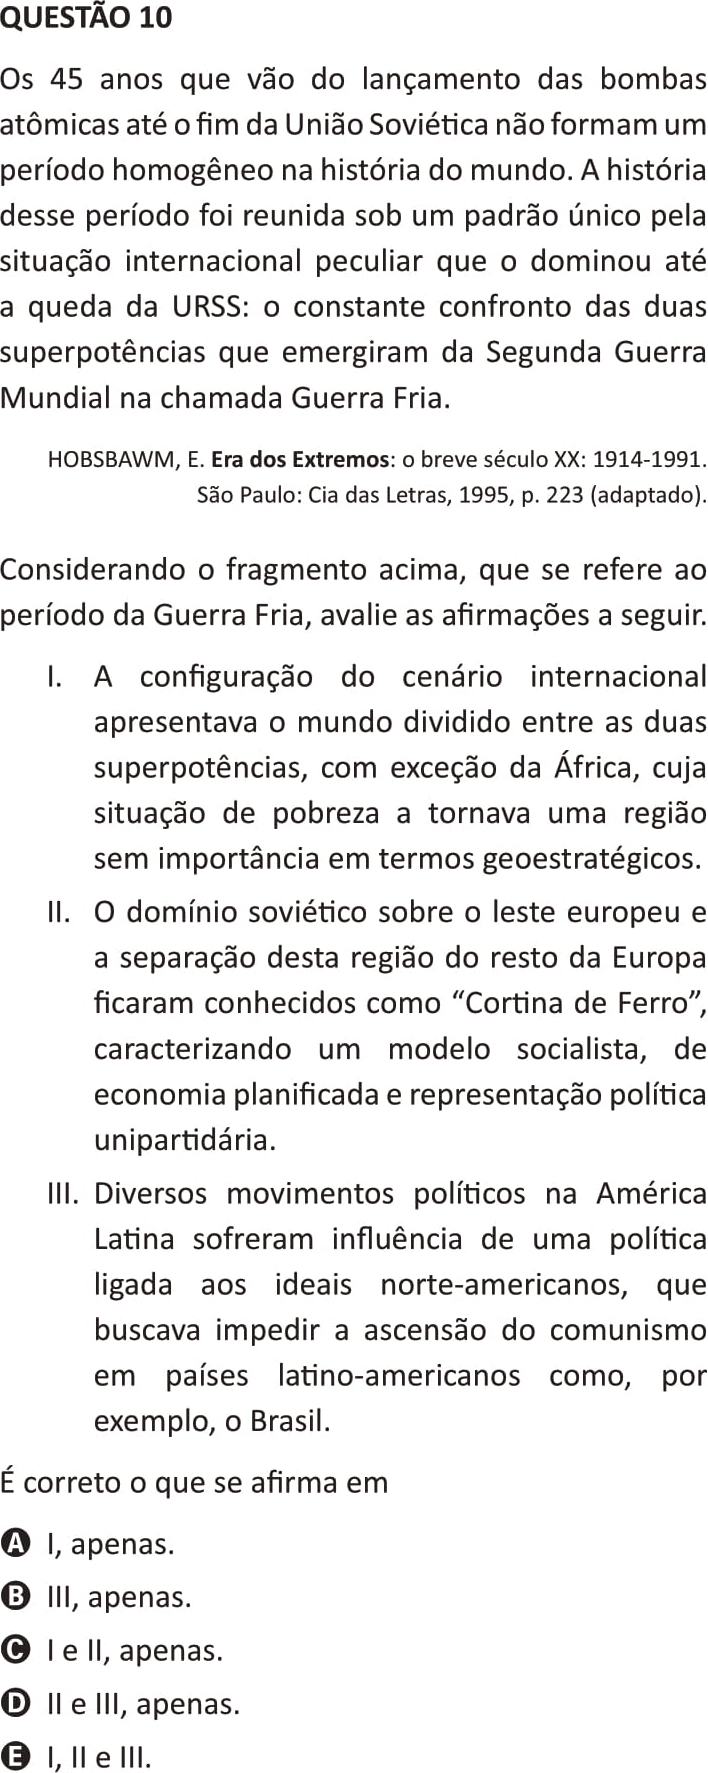 QUESTÃO 10
Os 45 anos que vão do lançamento das bombas
atômicas até o fim da União Soviética não formam um
período homogêneo na história do mundo. A história
desse período foi reunida sob um padrão único pela
situação internacional peculiar que o dominou até
a queda da URSS: o constante confronto das duas
superpotências que emergiram da Segunda Guerra
Mundial na chamada Guerra Fria.
HOBSBAWM, E. Era dos Extremos: o breve século XX: 1914-1991.
São Paulo: Cia das Letras, 1995, p. 223 (adaptado).
Considerando o fragmento acima, que se refere ao
período da Guerra Fria, avalie as afirmações a seguir.
I. A configuração do cenário internacional
apresentava o mundo dividido entre as duas
superpotências, com exceção da África, cuja
situação de pobreza a tornava uma região
sem importância em termos geoestratégicos.
II. O domínio soviético sobre o leste europeu e
a separação desta região do resto da Europa
ficaram conhecidos como “Cortina de Ferro”,
caracterizando um modelo socialista, de
economia planificada e representação política
unipartidária.
III. Diversos movimentos políticos na América
Latina sofreram influência de uma política
ligada aos ideais norte-americanos, que
buscava impedir a ascensão do comunismo
em países latino-americanos como, por
exemplo, o Brasil.
É correto o que se afirma em
A I, apenas.
B III, apenas.
C I e II, apenas.
D II e III, apenas.
E I, II e III.